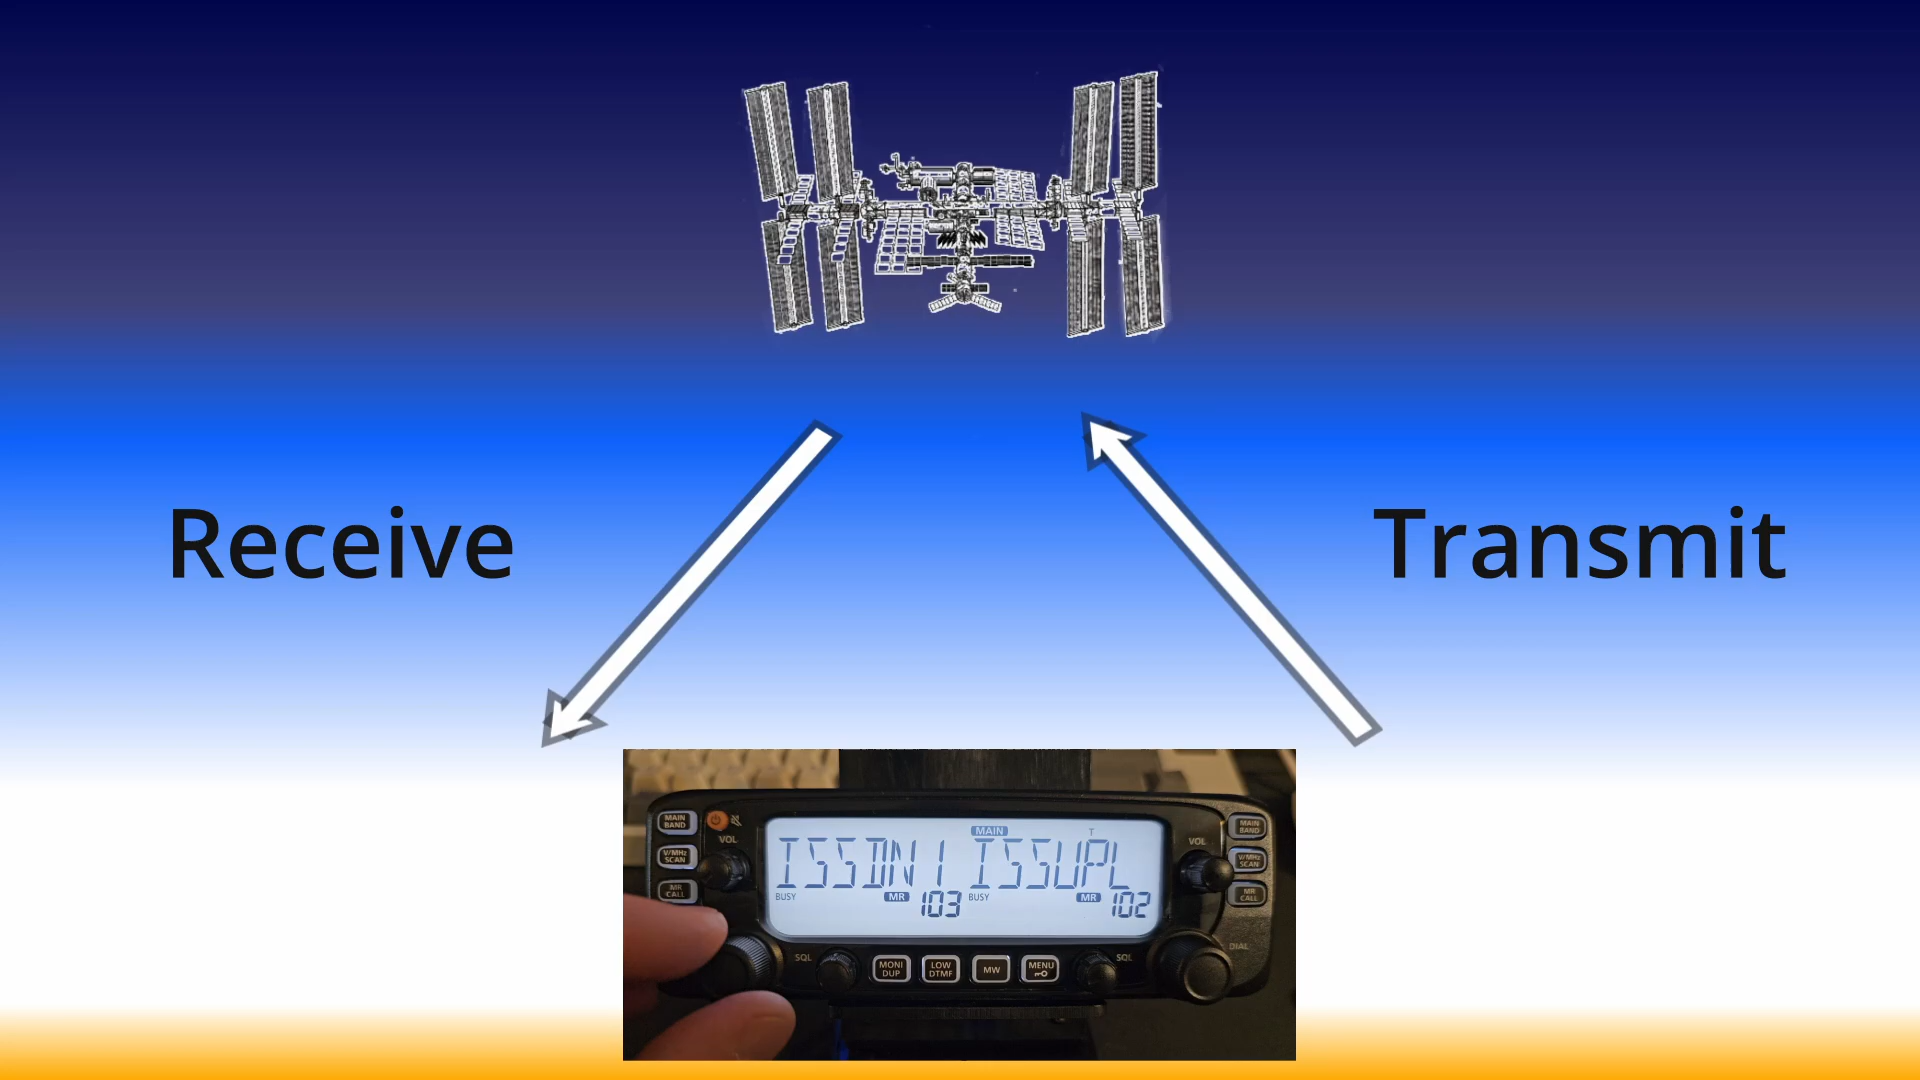 Receive
Transmit
MAIN
BAND
VOL
MAIN
T
VOL
MAIN
BAND
V/MHz
SCAN
ISSDN1 ISSUPL
V/MHz
SCAN
MR
CALL
BUSY MR 103 BUSY MR 102
MR
CALL
SQL
MONI
DUP
LOW
DTMF
MW
MENU
SQL
DIAL